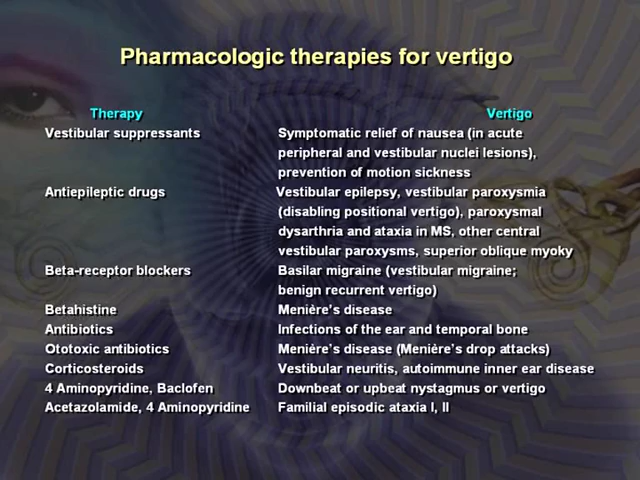 Pharmacologic therapies for vertigo
Therapy Vertigo
Vestibular suppressants Symptomatic relief of nausea (in acute
peripheral and vestibular nuclei lesions),
prevention of motion sickness
Antiepileptic drugs Vestibular epilepsy, vestibular paroxysmia
(disabling positional vertigo), paroxysmal
dysarthria and ataxia in MS, other central
vestibular paroxysms, superior oblique myoky
Beta-receptor blockers Basilar migraine (vestibular migraine;
benign recurrent vertigo)
Betahistine Menière's disease
Antibiotics Infections of the ear and temporal bone
Ototoxic antibiotics Menière’s disease (Menière’s drop attacks)
Corticosteroids Vestibular neuritis, autoimmune inner ear disease
4 Aminopyridine, Baclofen Downbeat or upbeat nystagmus or vertigo
Acetazolamide, 4 Aminopyridine Familial episodic ataxia I, II